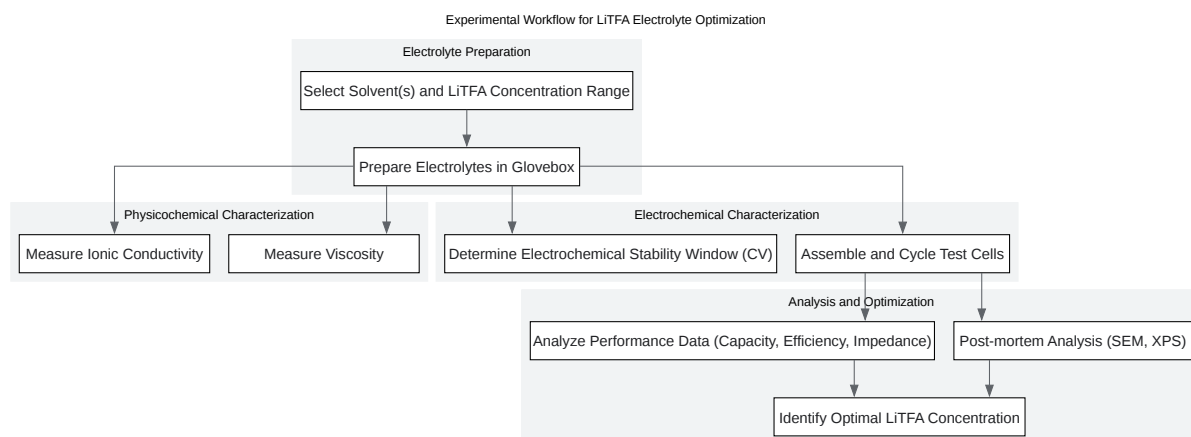 Experimental Workflow for LiTFA Electrolyte Optimization
Electrolyte Preparation
Select Solvent(s) and LiTFA Concentration Range
Prepare Electrolytes in Glovebox
Physicochemical Characterization
Measure Ionic Conductivity
Measure Viscosity
Electrochemical Characterization
Determine Electrochemical Stability Window (CV)
Assemble and Cycle Test Cells
Analysis and Optimization
Analyze Performance Data (Capacity, Efficiency, Impedance)
Post-mortem Analysis (SEM, XPS)
Identify Optimal LiTFA Concentration